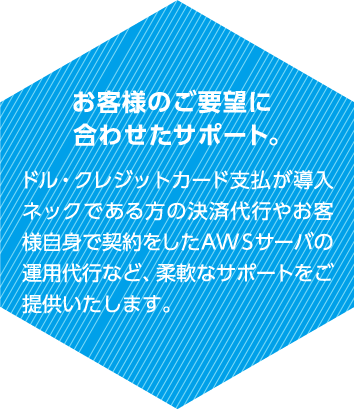 お客様のご要望に
合わせたサポート。
ドル・クレジットカード支払が導入
ネックである方の決済代行やお客
様自身で契約をしたAWSサーバの
運用代行など、柔軟なサポートをご
提供いたします。